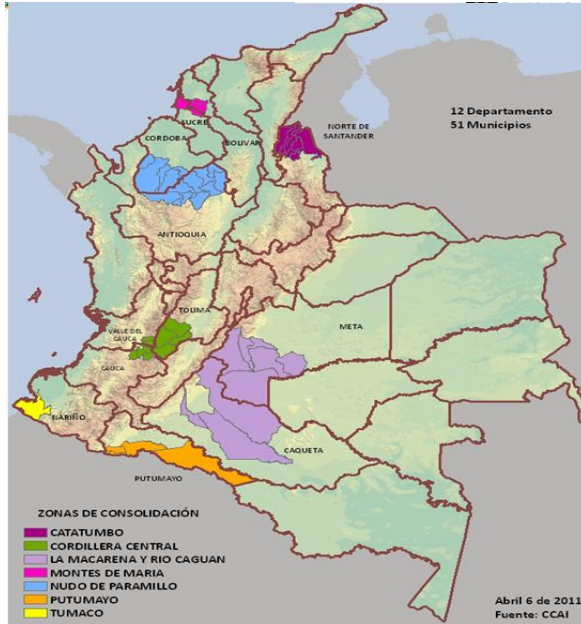 NORTE DE
SANTANDER
12 Departamento
51 Municipios
SUCRE
CORDOBA
BOLIVAR
ANTIOQUIA
TOLIMA
VALLE DEL
CAUCA
META
CAUCA
NARIÑO
CAQUETA
PUTUMAYO
ZONAS DE CONSOLIDACIÓN
CATATUMBO
CORDILLERA CENTRAL
LA MACARENA Y RIO CAGUAN
MONTES DE MARIA
NUDO DE PARAMILLO
PUTUMAYO
TUMACO
Abril 6 de 2011
Fuente: CCAI